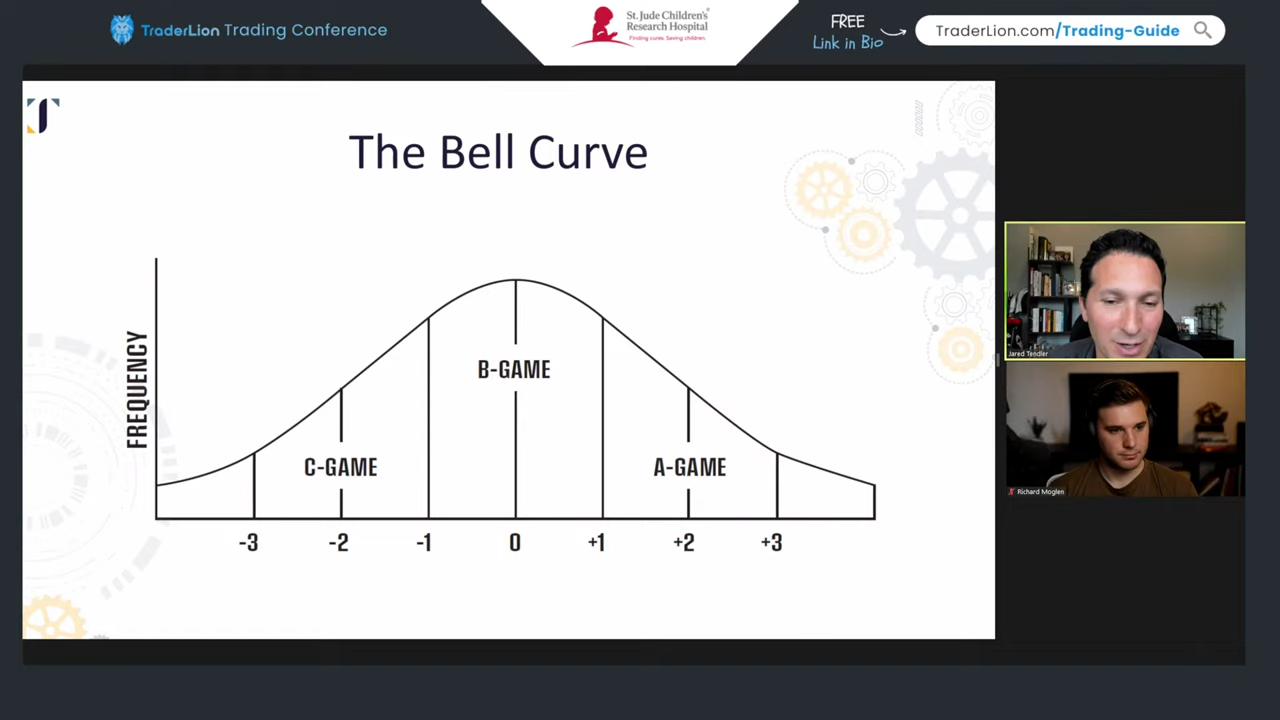 TraderLion Trading Conference
St. Jude Children's
Research Hospital
Finding cures. Saving children.
FREE
Link in Bio
TraderLion.com/Trading-Guide
The Bell Curve
FREQUENCY
B-GAME
C-GAME
A-GAME
-3 -2 -1 0 +1 +2 +3
Jared Tendler
Richard Moglen